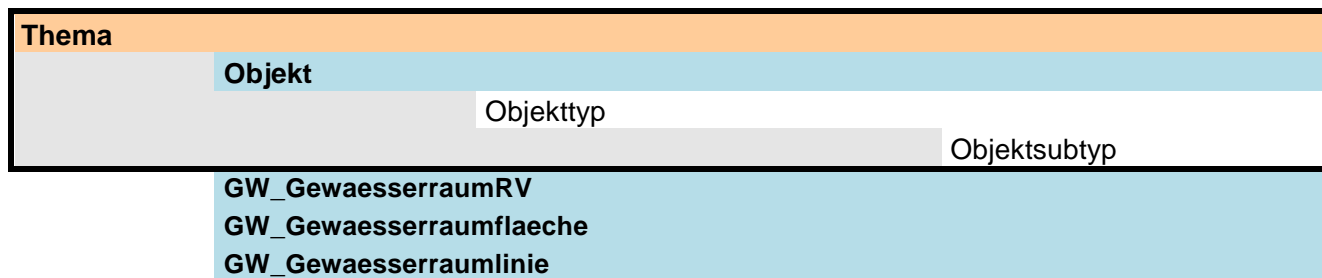 Thema
Objekt
Objekttyp
Objektsubtyp
GW_GewaesserraumRV
GW_Gewaesserraumflaeche
GW_Gewaesserraumlinie